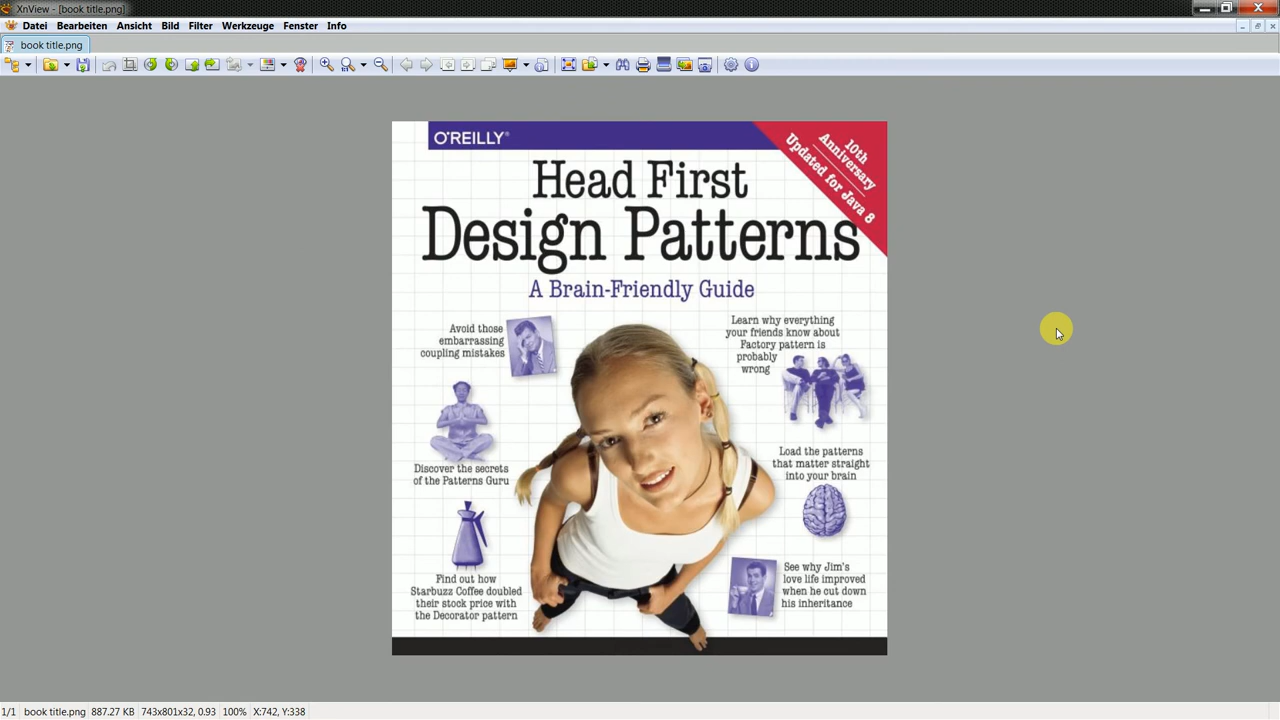 XnView - [book title.png]
Datei Bearbeiten Ansicht Bild Filter Werkzeuge Fenster Info
book title.png
O'REILLY®
10th
Anniversary
Updated for Java 8
Head First
Design Patterns
A Brain-Friendly Guide
Avoid those
embarrassing
coupling mistakes
Learn why everything
your friends know about
Factory pattern is
probably
wrong
Discover the secrets
of the Patterns Guru
Load the patterns
that matter straight
into your brain
Find out how
Starbuzz Coffee doubled
their stock price with
the Decorator pattern
See why Jim's
love life improved
when he cut down
his inheritance
1/1 book title.png 887.27 KB 743x801x32, 0.93 100% X:742, Y:338